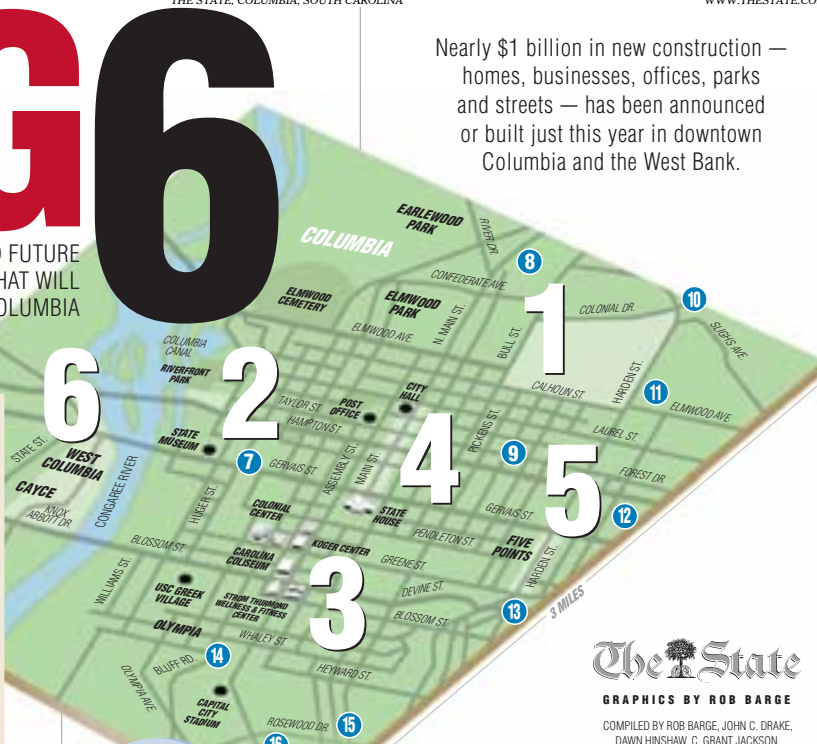 THE STATE, COLUMBIA, SOUTH CAROLINA
WWW.THESTATE.CO
G6
FUTURE
HAT WILL
OLUMBIA
Nearly $1 billion in new construction —
homes, businesses, offices, parks
and streets — has been announced
or built just this year in downtown
Columbia and the West Bank.
EARLEWOOD
PARK
RIVER DR.
COLUMBIA
8
CONFEDERATE AVE.
1
COLONIAL DR.
10
SLIGHS AVE.
ELMWOOD
CEMETERY
ELMWOOD
PARK
N. MAIN ST.
BULL ST.
ELMWOOD AVE.
COLUMBIA
CANAL
RIVERFRONT
PARK
6
2
HARDEN ST.
11
CALHOUN ST.
ELMWOOD AVE.
CITY
HALL
POST
OFFICE
TAYLOR ST.
HAMPTON ST.
PICKENS ST.
LAUREL ST.
STATE
MUSEUM
7
GERVAIS ST.
ASSEMBLY ST.
MAIN ST.
4
9
5
FOREST DR.
STATE ST.
WEST
COLUMBIA
CAYCE
KNOX
ABBOTT DR.
CONGAREE RIVER
HUGER ST.
COLONIAL
CENTER
STATE
HOUSE
GERVAIS ST.
12
PENDLETON ST.
FIVE
POINTS
HARDEN ST.
BLOSSOM ST.
CAROLINA
COLISEUM
KOGER CENTER
GREENE ST.
3
WILLIAMS ST.
USC GREEK
VILLAGE
STROM THURMOND
WELLNESS & FITNESS
CENTER
DEVINE ST.
BLOSSOM ST.
13
3 MILES
OLYMPIA
WHALEY ST.
BLUFF RD.
14
HEYWARD ST.
OLYMPIA AVE.
CAPITAL
CITY
STADIUM
ROSEWOOD DR.
15
16
The State
GRAPHICS BY ROB BARGE
COMPILED BY ROB BARGE, JOHN C. DRAKE,
DAWN HINSHAW, C. GRANT JACKSON,